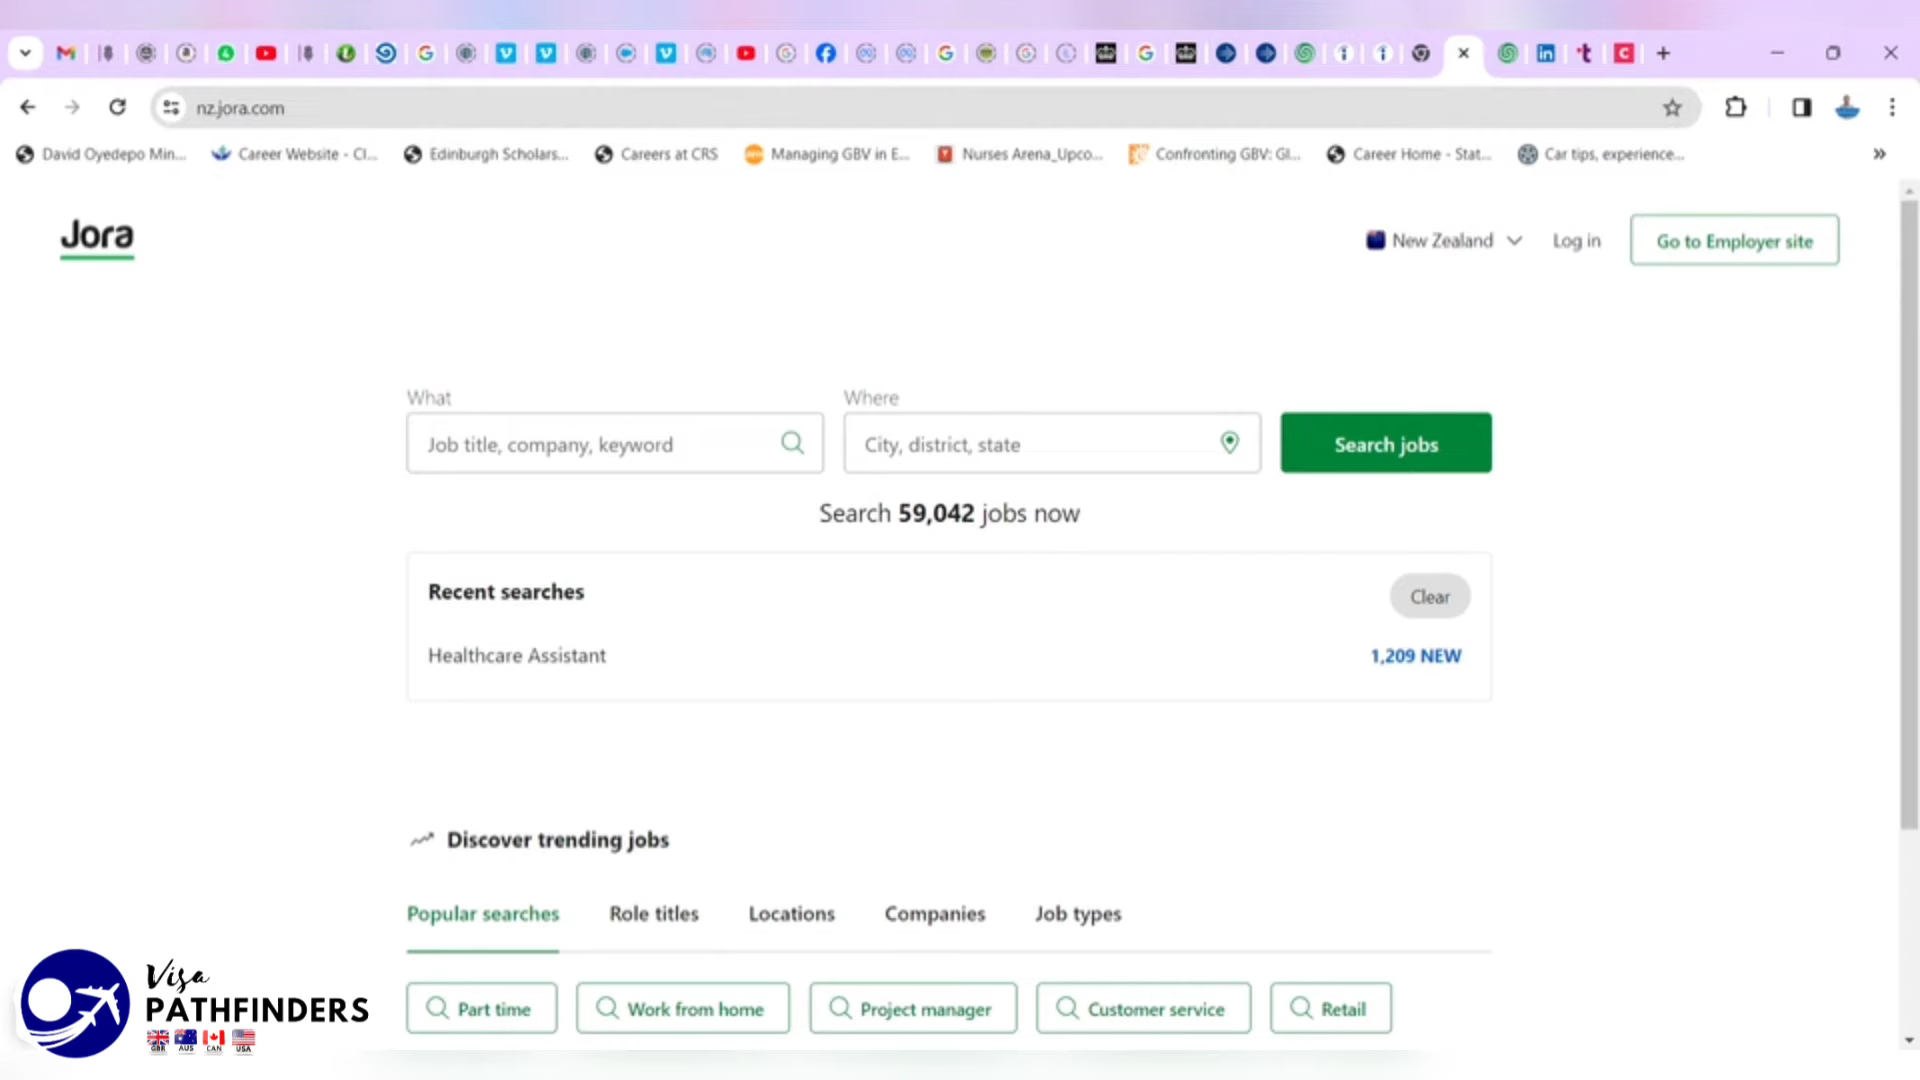 nz.jora.com
David Oyedepo Min... Career Website - Cl... Edinburgh Scholars... Careers at CRS Managing GBV in E... Nurses Arena_Upco... Confronting GBV: Gl... Career Home - Stat... Car tips, experience...
Jora
New Zealand Log in Go to Employer site
What Where
Job title, company, keyword City, district, state Search jobs
Search 59,042 jobs now
Recent searches Clear
Healthcare Assistant 1,209 NEW
Discover trending jobs
Popular searches Role titles Locations Companies Job types
Part time Work from home Project manager Customer service Retail
Visa
PATHFINDERS
GBR AUS CAN USA